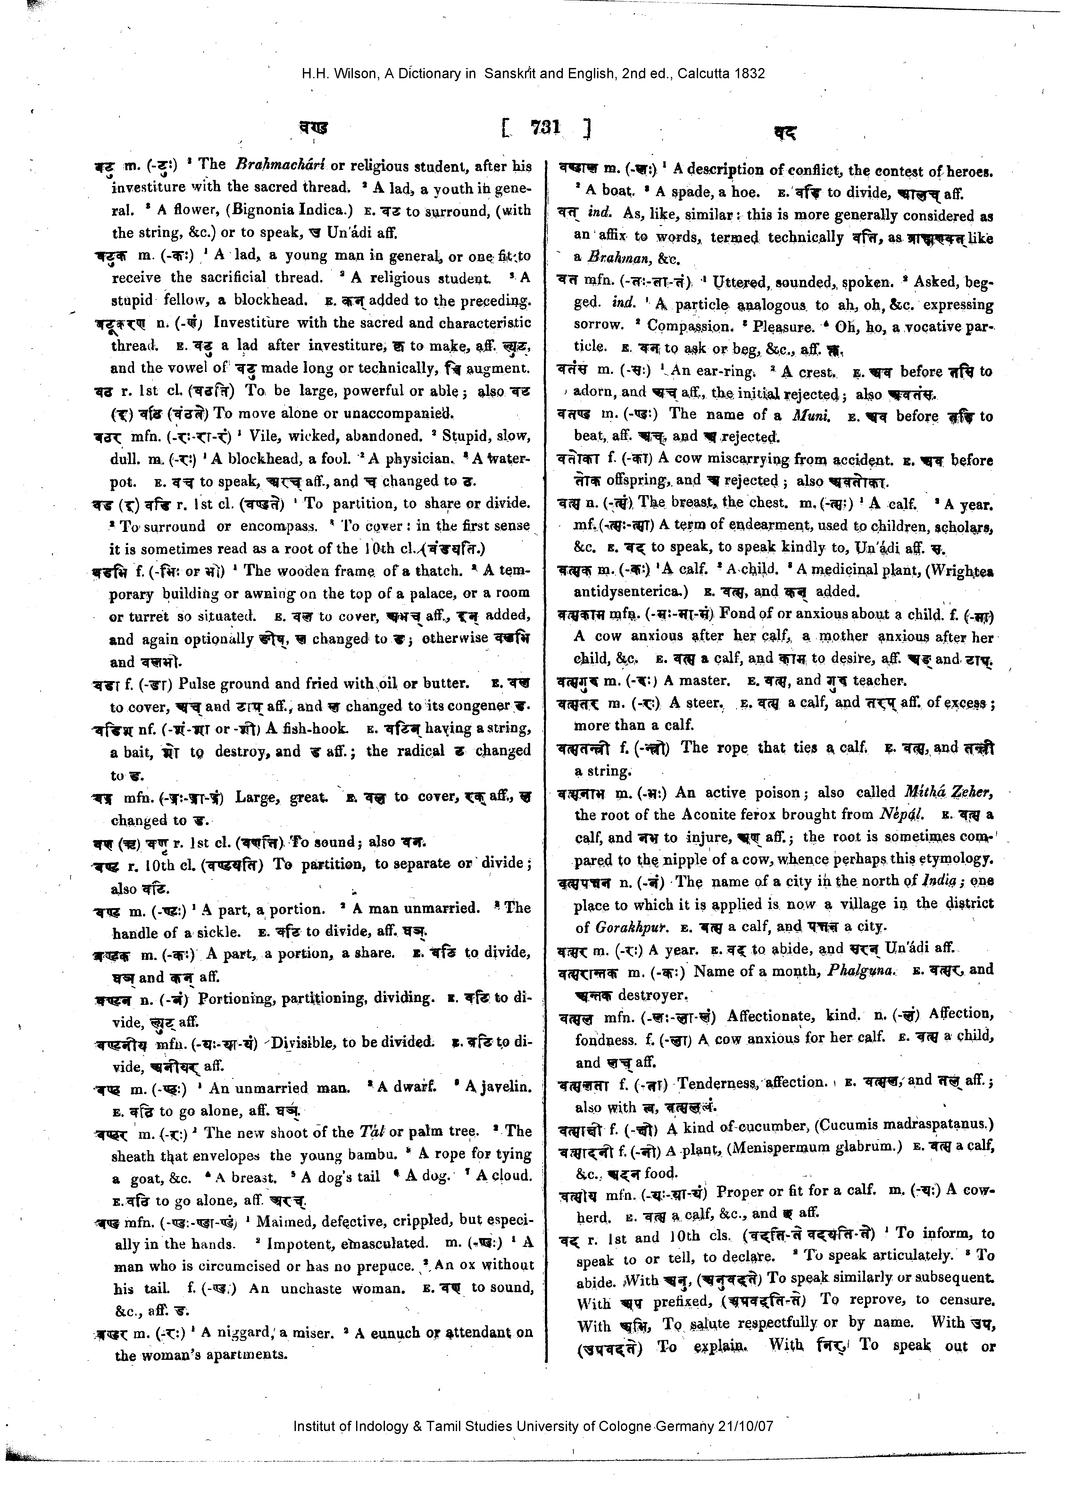 H.H. Wilson, A Dictionary in Sanskrit and English, 2nd ed., Calcutta 1832
वण्ड
[ 731 ]
वद
वटु m. (-टुः) ¹ The Brahmachári or religious student, after his
investiture with the sacred thread. ² A lad, a youth in gene-
ral. ³ A flower, (Bignonia Indica.) E. वट to surround, (with
the string, &c.) or to speak, उ Un'ádi aff.
वटुक m. (-कः) ¹ A lad, a young man in general, or one fit to
receive the sacrificial thread. ² A religious student. ³ A
stupid fellow, a blockhead. E. कन् added to the preceding.
वटूकरण n. (-णं) Investiture with the sacred and characteristic
thread. E. वटु a lad after investiture, कृ to make, aff. ल्युट्,
and the vowel of वटु made long or technically, च्वि augment.
वठ r. 1st cl. (वठति) To be large, powerful or able; also वट
(इ) वठि (वंठते) To move alone or unaccompanied.
वठर mfn. (-रः-रा-रं) ¹ Vile, wicked, abandoned. ² Stupid, slow,
dull. m. (-रः) ¹ A blockhead, a fool. ² A physician. ³ A water-
pot. E. वच to speak, अरच् aff., and च changed to ठ.
वड (इ) वडि r. 1st cl. (वण्डते) ¹ To partition, to share or divide.
² To surround or encompass. ³ To cover: in the first sense
it is sometimes read as a root of the 10th cl. (वंडयति.)
वडभि f. (-भिः or भी) ¹ The wooden frame of a thatch. ² A tem-
porary building or awning on the top of a palace, or a room
or turret so situated. E. वल to cover, अभच् aff., इन् added,
and again optionally ङीष्, ल changed to ड; otherwise वलभि
and वलभी.
वडा f. (-डा) Pulse ground and fried with oil or butter. E. वल
to cover, अच् and टाप् aff., and ल changed to its congener ड.
वडिश nf. (-शं-शा or -शी) A fish-hook. E. वटिन् having a string,
a bait, शो to destroy, and ड aff.; the radical ट changed
to ड.
वड्र mfn. (-ड्रः-ड्रा-ड्रं) Large, great. E. वल to cover, रक् aff., ल
changed to ड.
वण (ऋ) वणृ r. 1st cl. (वणति) To sound; also वन.
वण्ट r. 10th cl. (वण्टयति) To partition, to separate or divide;
also वटि.
वण्ट m. (-ण्टः) ¹ A part, a portion. ² A man unmarried. ³ The
handle of a sickle. E. वटि to divide, aff. घञ्.
वण्टक m. (-कः) A part, a portion, a share. E. वटि to divide,
घञ् and कन् aff.
वण्टन n. (-नं) Portioning, partitioning, dividing. E. वटि to di-
vide, ल्युट् aff.
वण्टनीय mfn. (-यः-या-यं) Divisible, to be divided. E. वटि to di-
vide, अनीयर् aff.
वण्ठ m. (-ण्ठः) ¹ An unmarried man. ² A dwarf. ³ A javelin.
E. वठि to go alone, aff. घञ्.
वण्ठर m. (-रः) ¹ The new shoot of the Tál or palm tree. ² The
sheath that envelopes the young bambu. ³ A rope for tying
a goat, &c. ⁴ A breast. ⁵ A dog's tail ⁶ A dog. ⁷ A cloud.
E. वठि to go alone, aff. अरच्.
वण्ड mfn. (-ण्डः-ण्डा-ण्डं) ¹ Maimed, defective, crippled, but especi-
ally in the hands. ² Impotent, emasculated. m. (-ण्डः) ¹ A
man who is circumcised or has no prepuce. ² An ox without
his tail. f. (-ण्डा) An unchaste woman. E. वण to sound,
&c., aff. ड.
वण्डर m. (-रः) ¹ A niggard, a miser. ² A eunuch or attendant on
the woman's apartments.
वण्डाल m. (-लः) ¹ A description of conflict, the contest of heroes.
² A boat. ³ A spade, a hoe. E. वडि to divide, आलच् aff.
वत् ind. As, like, similar: this is more generally considered as
an affix to words, termed technically वति, as ब्राह्मणवत् like
a Brahman, &c.
वत mfn. (-तः-ता-तं) ¹ Uttered, sounded, spoken. ² Asked, beg-
ged. ind. ¹ A particle analogous to ah, oh, &c. expressing
sorrow. ² Compassion. ³ Pleasure. ⁴ Oh, ho, a vocative par-
ticle. E. वन to ask or beg, &c., aff. क्त.
वतंस m. (-सः) ¹ An ear-ring. ² A crest. E. अव before तसि to
adorn, and अच् aff., the initial rejected; also अवतंस.
वतण्ड m. (-ण्डः) The name of a Muni. E. अव before तडि to
beat, aff. अच्, and अ rejected.
वतोका f. (-का) A cow miscarrying from accident. E. अव before
तोक offspring, and अ rejected; also अवतोका.
वत्स n. (-त्सं) The breast, the chest. m. (-त्सः) ¹ A calf. ² A year.
mf. (-त्सः-त्सा) A term of endearment, used to children, scholars,
&c. E. वद to speak, to speak kindly to, Un'ádi aff. स.
वत्सक m. (-कः) ¹ A calf. ² A child. ³ A medicinal plant, (Wrightea
antidysenterica.) E. वत्स, and कन् added.
वत्सकाम mfn. (-मः-मा-मं) Fond of or anxious about a child. f. (-मा)
A cow anxious after her calf, a mother anxious after her
child, &c. E. वत्स a calf, and काम to desire, aff. अङ् and टाप्.
वत्सगुरु m. (-रुः) A master. E. वत्स, and गुरु teacher.
वत्सतर m. (-रः) A steer. E. वत्स a calf, and तरप् aff. of excess;
more than a calf.
वत्सतन्त्री f. (-न्त्री) The rope that ties a calf. E. वत्स, and तन्त्री
a string.
वत्सनाभ m. (-भः) An active poison; also called Míthá Zeher,
the root of the Aconite ferox brought from Népál. E. वत्स a
calf, and नभ to injure, अण् aff.; the root is sometimes com-
pared to the nipple of a cow, whence perhaps this etymology.
वत्सपत्तन n. (-नं) The name of a city in the north of India; one
place to which it is applied is now a village in the district
of Gorakhpur. E. वत्स a calf, and पत्तन a city.
वत्सर m. (-रः) A year. E. वद to abide, and सरन् Un'ádi aff.
वत्सरान्तक m. (-कः) Name of a month, Phalguna. E. वत्सर, and
अन्तक destroyer.
वत्सल mfn. (-लः-ला-लं) Affectionate, kind. n. (-लं) Affection,
fondness. f. (-ला) A cow anxious for her calf. E. वत्स a child,
and लच् aff.
वत्सलता f. (-ता) Tenderness, affection. E. वत्सल, and तल् aff.;
also with त्व, वत्सलत्वं.
वत्साक्षी f. (-क्षी) A kind of cucumber, (Cucumis madraspatanus.)
वत्सादनी f. (-नी) A plant, (Menispermum glabrum.) E. वत्स a calf,
&c., अदन food.
वत्सीय mfn. (-यः-या-यं) Proper or fit for a calf. m. (-यः) A cow-
herd. E. वत्स a calf, &c., and छ aff.
वद r. 1st and 10th cls. (वदति-ते वदयति-ते) ¹ To inform, to
speak to or tell, to declare. ² To speak articulately. ³ To
abide. With अनु, (अनुवदते) To speak similarly or subsequent.
With अप prefixed, (अपवदति-ते) To reprove, to censure.
With अभि, To salute respectfully or by name. With उप,
(उपवदते) To explain. With निर्, To speak out or
Institut of Indology & Tamil Studies University of Cologne Germany 21/10/07